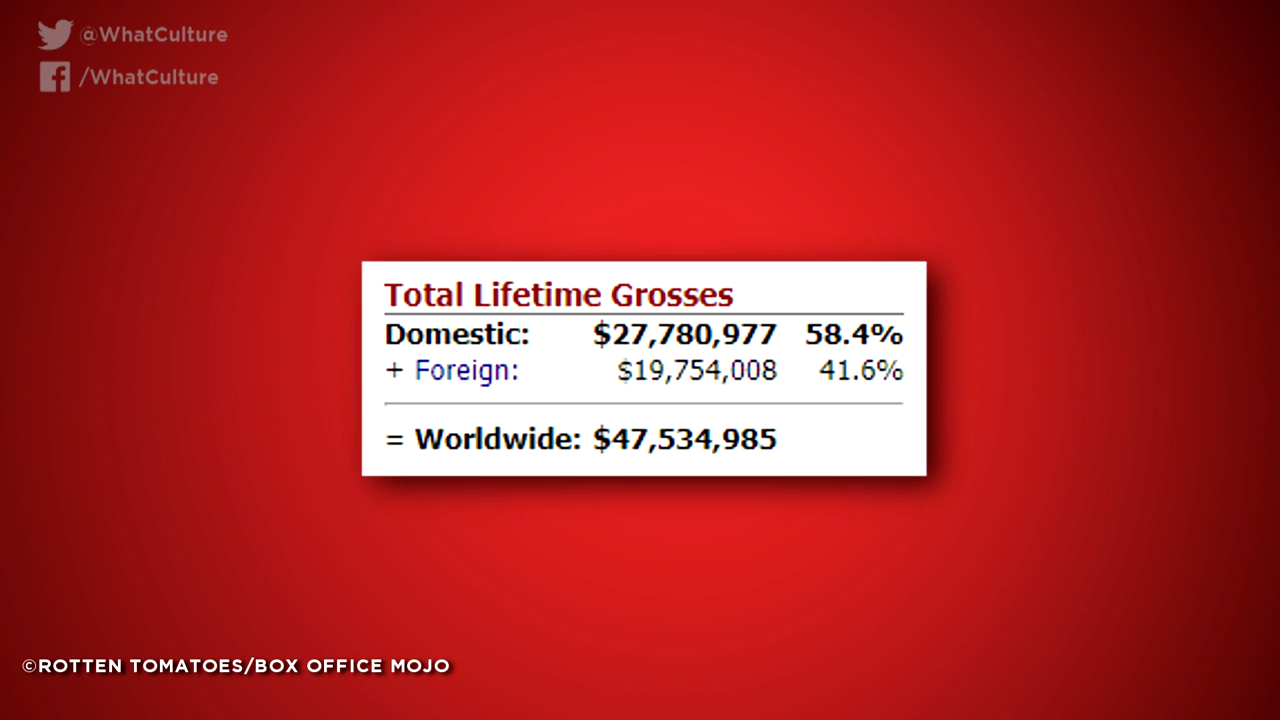 @WhatCulture
/WhatCulture
Total Lifetime Grosses
Domestic: $27,780,977 58.4%
+ Foreign: $19,754,008 41.6%
= Worldwide: $47,534,985
©ROTTEN TOMATOES/BOX OFFICE MOJO